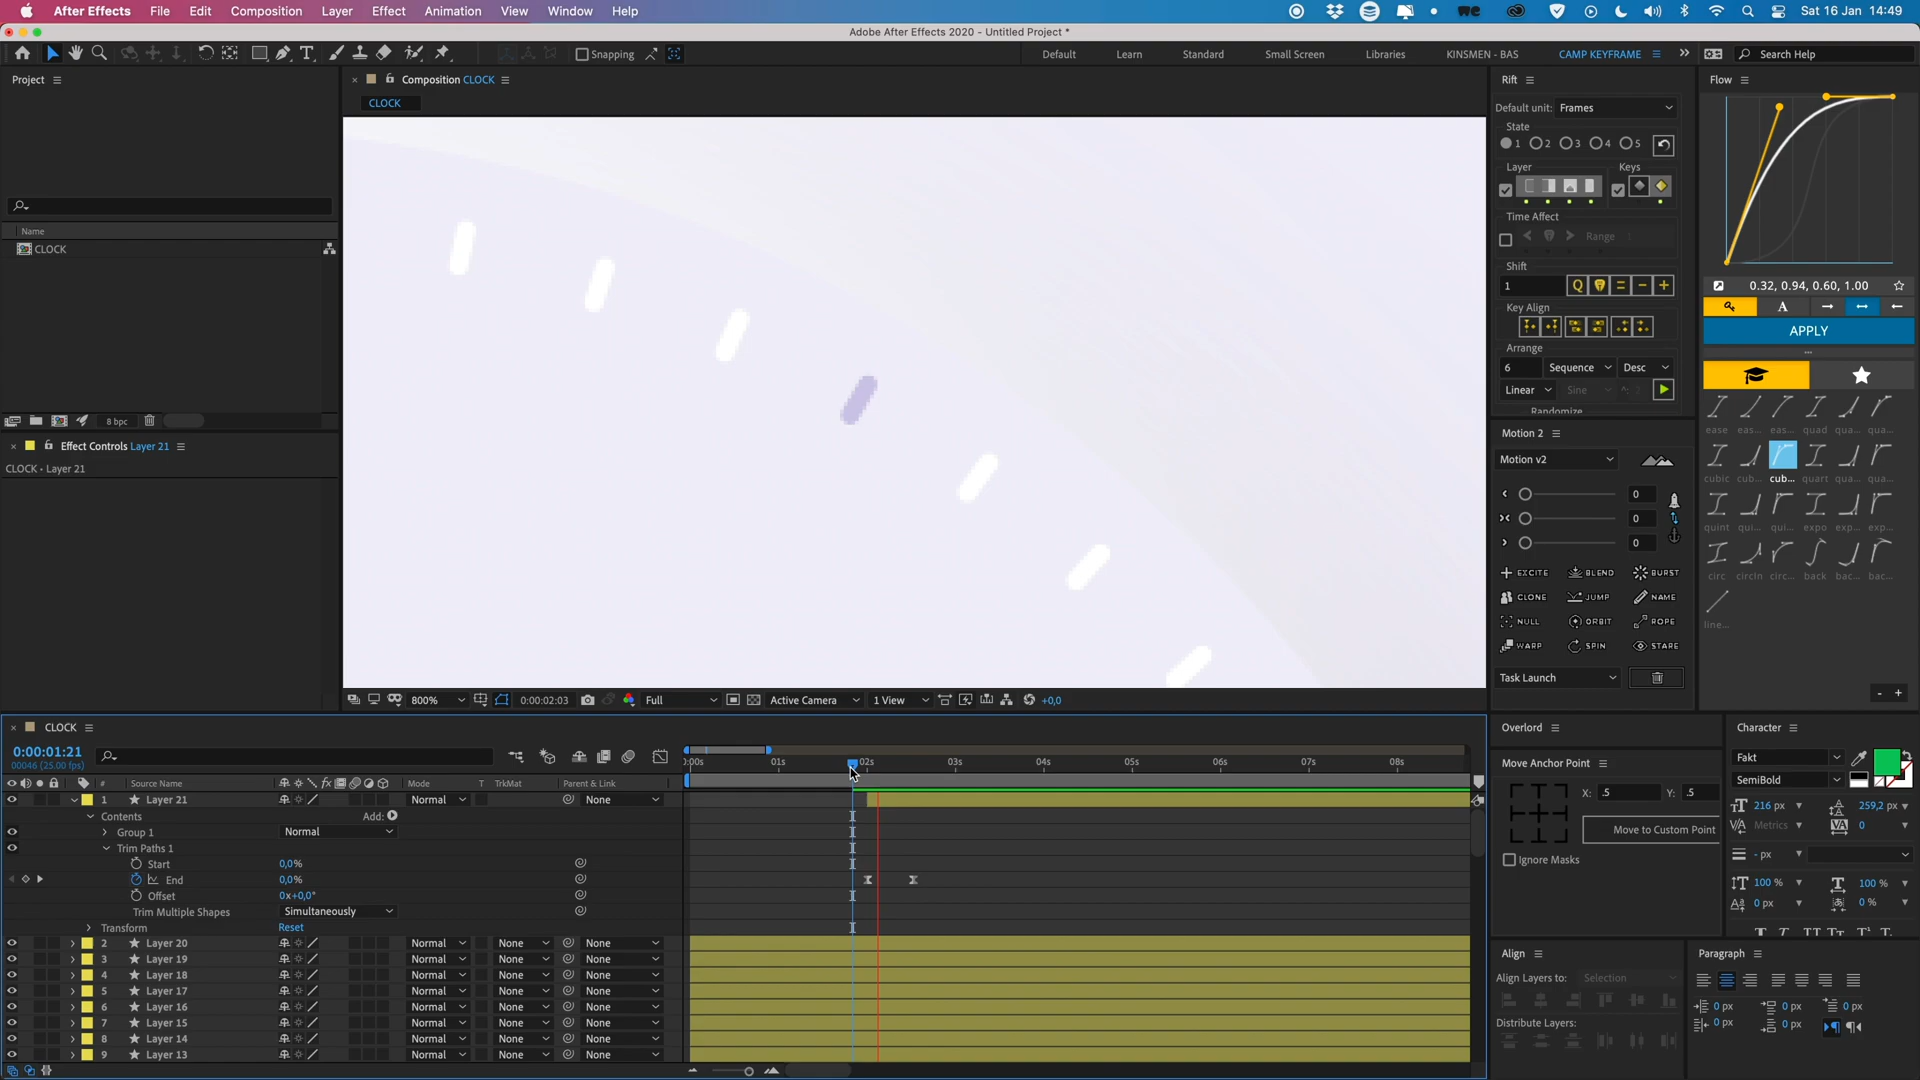 After Effects File Edit Composition Layer Effect Animation View Window Help Sat 16 Jan 14:49
Adobe After Effects 2020 - Untitled Project *
Snapping Default Learn Standard Small Screen Libraries KINSMEN - BAS CAMP KEYFRAME Search Help
Project
Name
CLOCK
8 bpc
Effect Controls Layer 21
CLOCK • Layer 21
Composition CLOCK
CLOCK
800% 0:00:02:03 Full Active Camera 1 View +0,0
Rift
Default unit: Frames
State
1 2 3 4 5
Layer Keys
Time Affect
Range 1
Shift
1 Q
Key Align
Arrange
6 Sequence Desc
Linear Sine
Randomize
Motion 2
Motion v2
0
0
0
EXCITE BLEND BURST
CLONE JUMP NAME
NULL ORBIT ROPE
WARP SPIN STARE
Task Launch
Flow
0.32, 0.94, 0.60, 1.00
A
APPLY
ease eas... eas... quad qua... qua...
cubic cub... cub... quart qua... qua...
quint qui... qui... expo exp... exp...
circ circIn circ... back bac... bac...
line...
- +
CLOCK
0:00:01:21
00046 (25.00 fps)
# Source Name fx Mode T TrkMat Parent & Link
:00s 01s 02s 03s 04s 05s 06s 07s 08s
1 Layer 21 Normal None
Contents Add:
Group 1 Normal
Trim Paths 1
Start 0,0%
End 0,0%
Offset 0x+0,0°
Trim Multiple Shapes Simultaneously
Transform Reset
2 Layer 20 Normal None None
3 Layer 19 Normal None None
4 Layer 18 Normal None None
5 Layer 17 Normal None None
6 Layer 16 Normal None None
7 Layer 15 Normal None None
8 Layer 14 Normal None None
9 Layer 13 Normal None None
Overlord
Move Anchor Point
X: .5 Y: .5
Move to Custom Point
Ignore Masks
Character
Fakt
SemiBold
216 px 259,2 px
Metrics 0
- px
100 % 100 %
0 px 0 %
Align
Align Layers to: Selection
Distribute Layers:
Paragraph
0 px 0 px 0 px
0 px 0 px